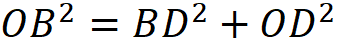 OB² = BD² + OD²